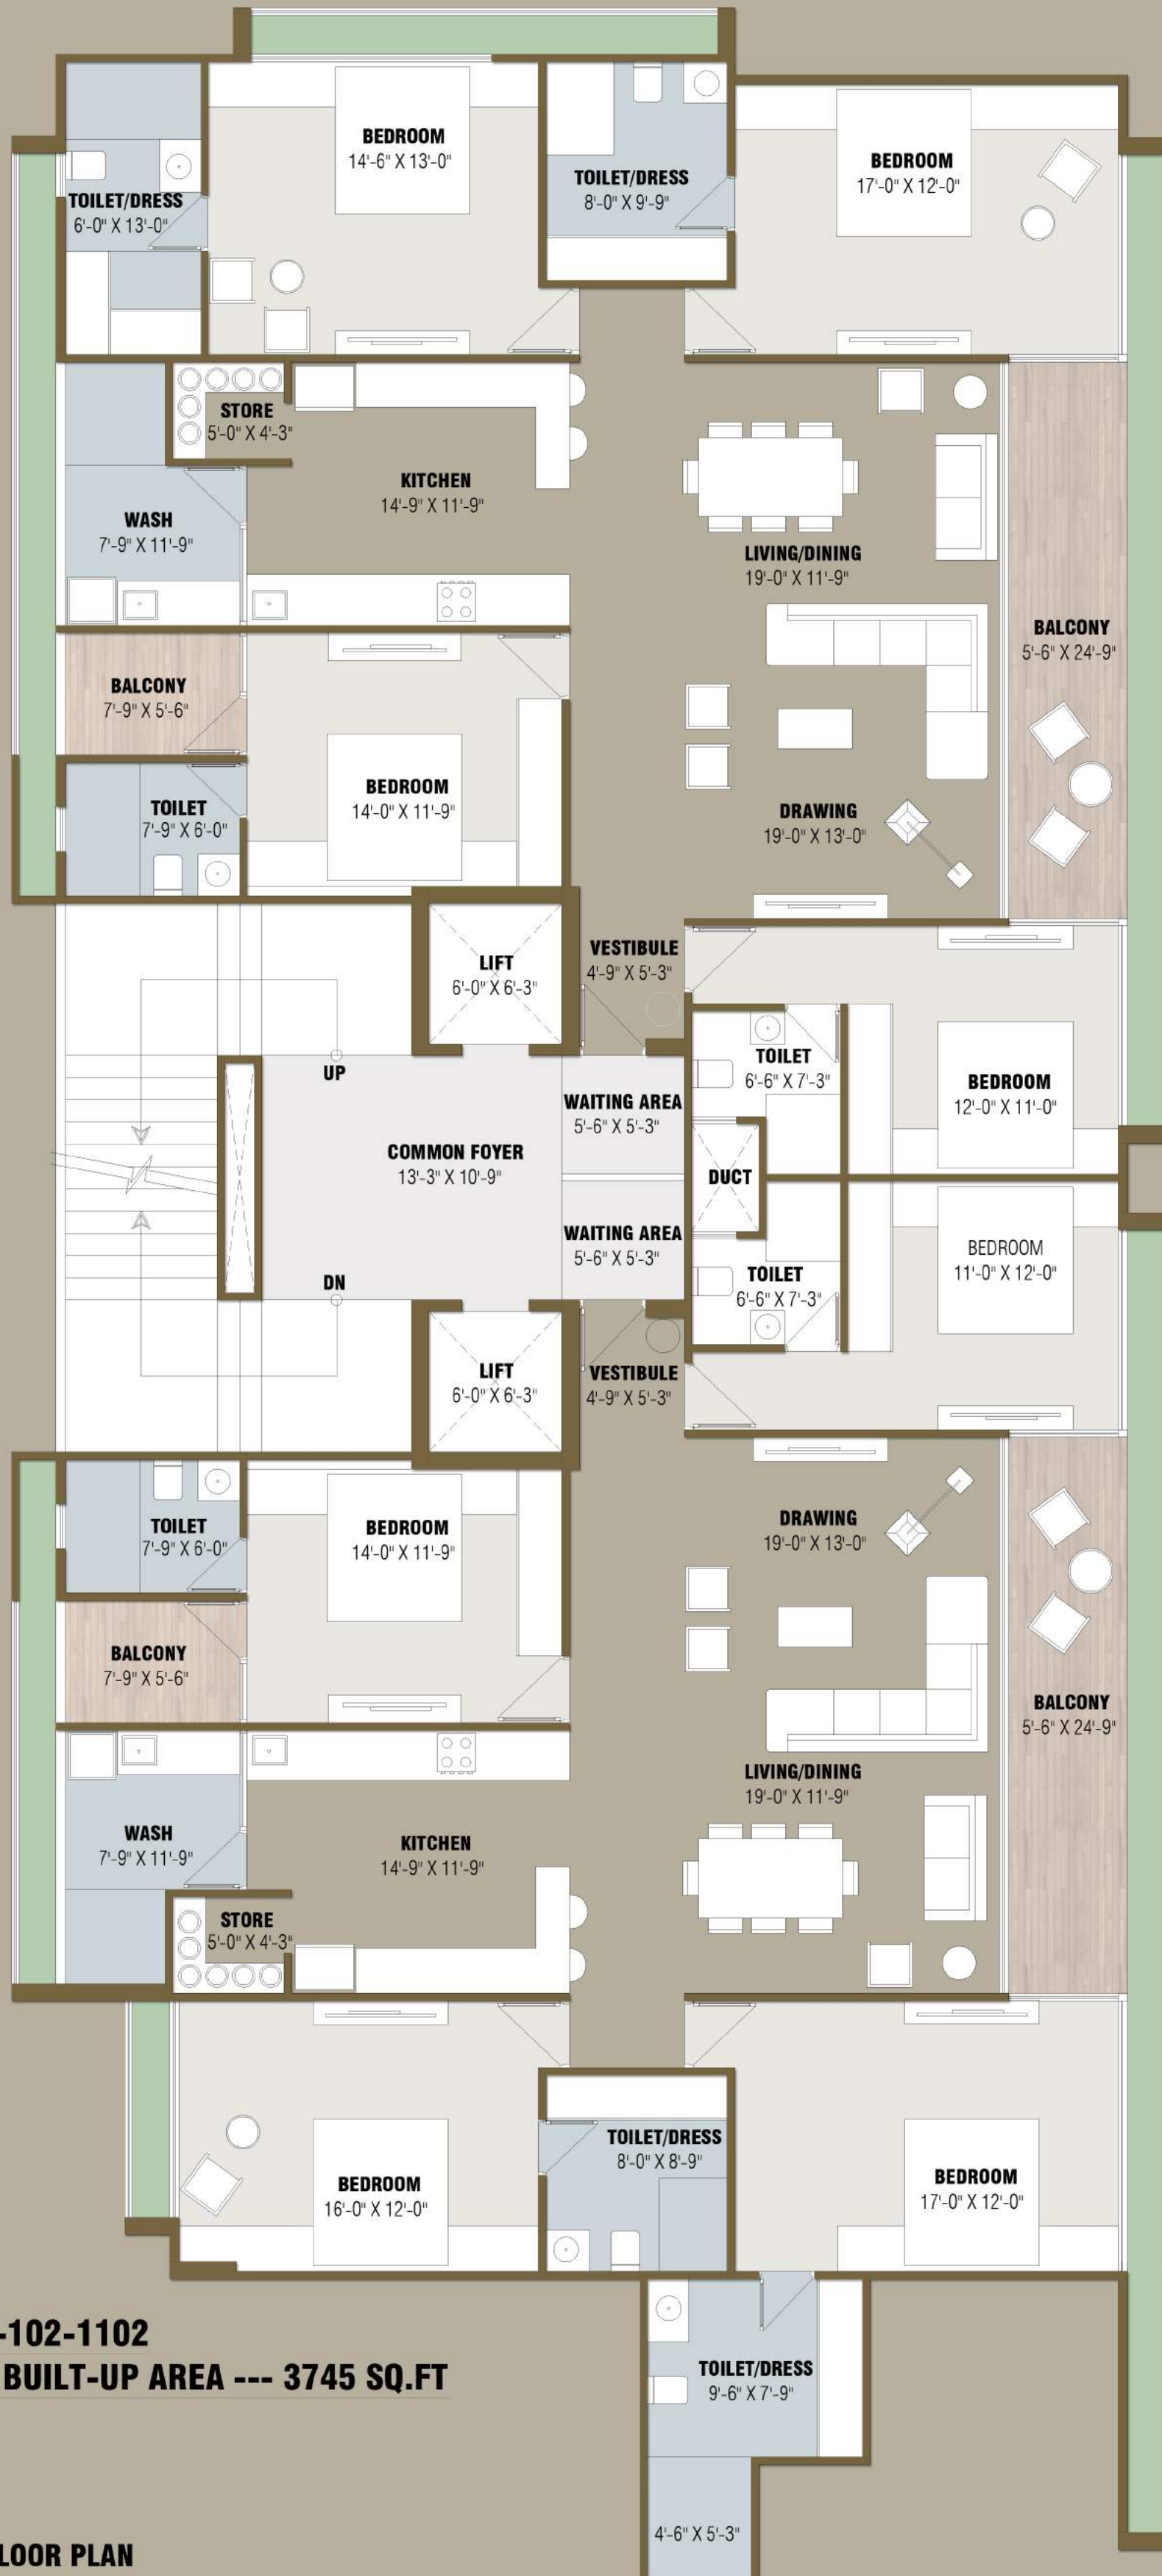 BEDROOM
14'-6" X 13'-0"
BEDROOM
17'-0" X 12'-0"
TOILET/DRESS
8'-0" X 9'-9"
TOILET/DRESS
6'-0" X 13'-0"
STORE
5'-0" X 4'-3"
KITCHEN
14'-9" X 11'-9"
WASH
7'-9" X 11'-9"
LIVING/DINING
19'-0" X 11'-9"
BALCONY
5'-6" X 24'-9"
BALCONY
7'-9" X 5'-6"
BEDROOM
14'-0" X 11'-9"
TOILET
7'-9" X 6'-0"
DRAWING
19'-0" X 13'-0"
LIFT
6'-0" X 6'-3"
VESTIBULE
4'-9" X 5'-3"
TOILET
6'-6" X 7'-3"
UP
BEDROOM
12'-0" X 11'-0"
WAITING AREA
5'-6" X 5'-3"
COMMON FOYER
13'-3" X 10'-9"
DUCT
WAITING AREA
5'-6" X 5'-3"
BEDROOM
11'-0" X 12'-0"
TOILET
6'-6" X 7'-3"
DN
LIFT
6'-0" X 6'-3"
VESTIBULE
4'-9" X 5'-3"
TOILET
7'-9" X 6'-0"
BEDROOM
14'-0" X 11'-9"
DRAWING
19'-0" X 13'-0"
BALCONY
7'-9" X 5'-6"
BALCONY
5'-6" X 24'-9"
LIVING/DINING
19'-0" X 11'-9"
WASH
7'-9" X 11'-9"
KITCHEN
14'-9" X 11'-9"
STORE
5'-0" X 4'-3"
TOILET/DRESS
8'-0" X 8'-9"
BEDROOM
16'-0" X 12'-0"
BEDROOM
17'-0" X 12'-0"
-102-1102
BUILT-UP AREA --- 3745 SQ.FT
TOILET/DRESS
9'-6" X 7'-9"
4'-6" X 5'-3"
LOOR PLAN